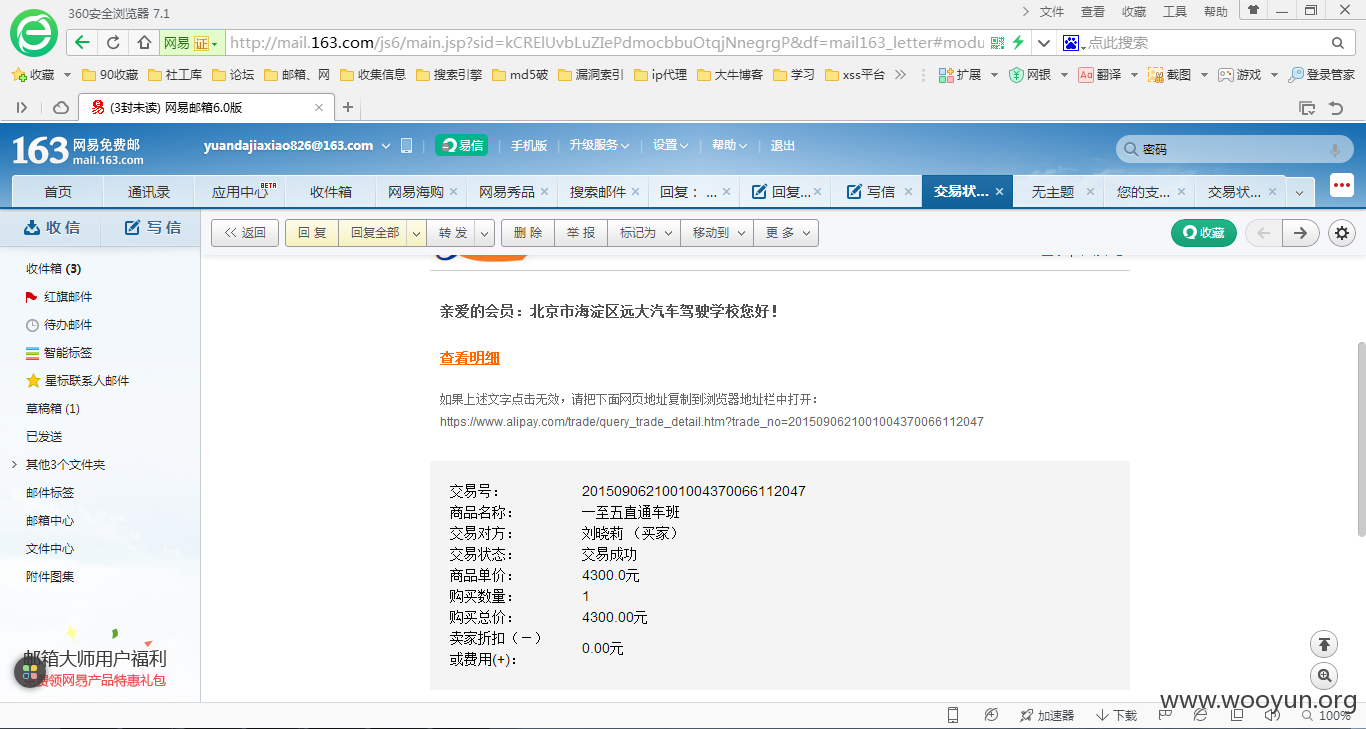 360安全浏览器 7.1
文件 查看 收藏 工具 帮助
网易 证 http://mail.163.com/js6/main.jsp?sid=kCRElUvbLuZIePdmocbbuOtqjNnegrgP&df=mail163_letter#modu 点此搜索
收藏 90收藏 社工库 论坛 邮箱、网 收集信息 搜索引擎 md5破 漏洞索引 ip代理 大牛博客 学习 xss平台 扩展 网银 翻译 截图 游戏 登录管家
(3封未读) 网易邮箱6.0版
163 网易免费邮 mail.163.com yuandajiaxiao826@163.com 易信 手机版 升级服务 设置 帮助 退出 密码
首页 通讯录 应用中心 BETA 收件箱 网易海购 网易秀品 搜索邮件 回复： ... 回复... 写信 交易状... 无主题 您的支... 交易状...
收信 写信 返回 回复 回复全部 转发 删除 举报 标记为 移动到 更多 收藏
收件箱 (3)
红旗邮件
待办邮件
智能标签
星标联系人邮件
草稿箱 (1)
已发送
其他3个文件夹
邮件标签
邮箱中心
文件中心
附件图集
邮箱大师用户福利
费领网易产品特惠礼包
亲爱的会员：北京市海淀区远大汽车驾驶学校您好！
查看明细
如果上述文字点击无效，请把下面网页地址复制到浏览器地址栏中打开：
https://www.alipay.com/trade/query_trade_detail.htm?trade_no=2015090621001004370066112047
交易号： 2015090621001004370066112047
商品名称： 一至五直通车班
交易对方： 刘晓莉 （买家）
交易状态： 交易成功
商品单价： 4300.0元
购买数量： 1
购买总价： 4300.00元
卖家折扣（－）
或费用(+)： 0.00元
www.wooyun.org
加速器 下载 100%